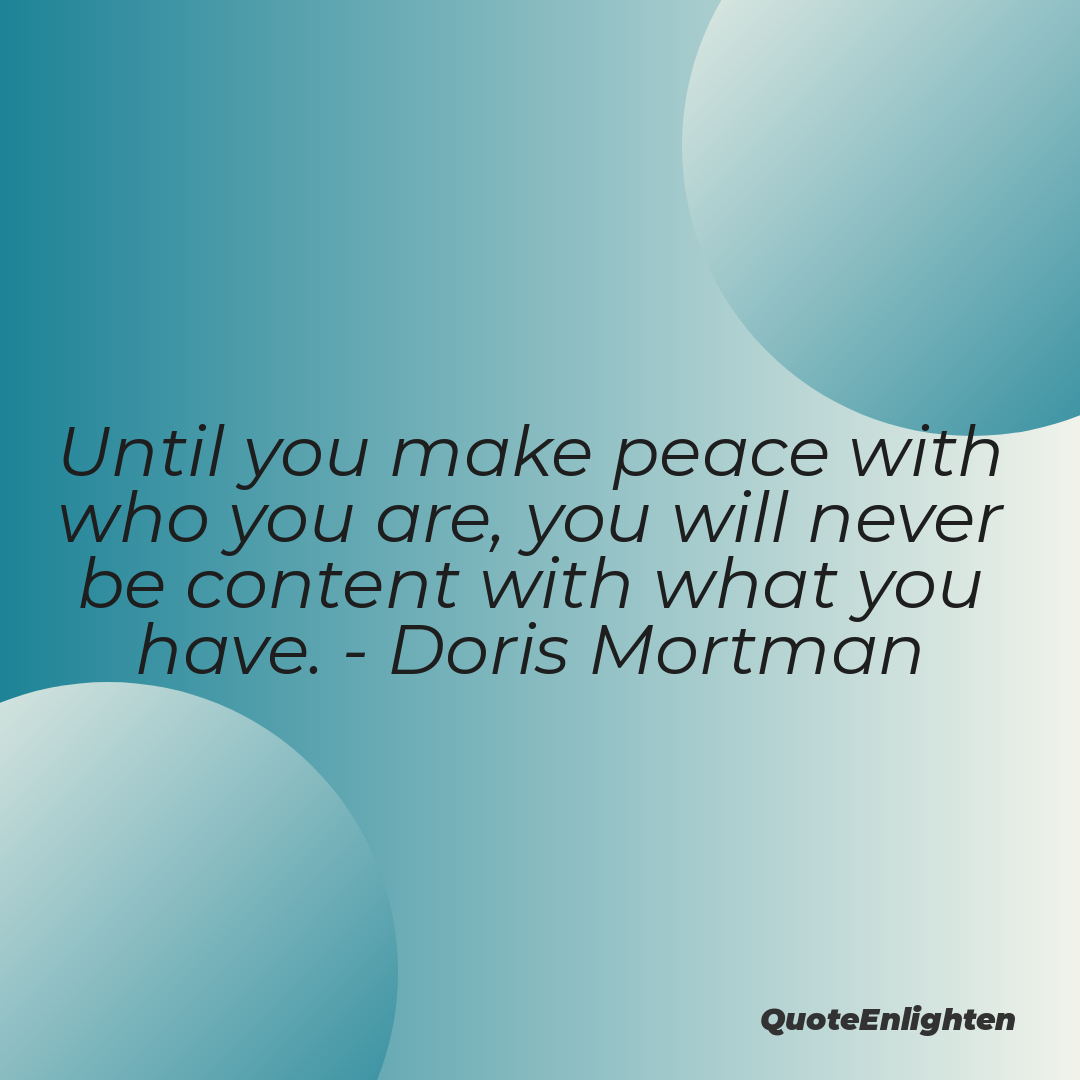 Until you make peace with
who you are, you will never
be content with what you
have. - Doris Mortman
QuoteEnlighten